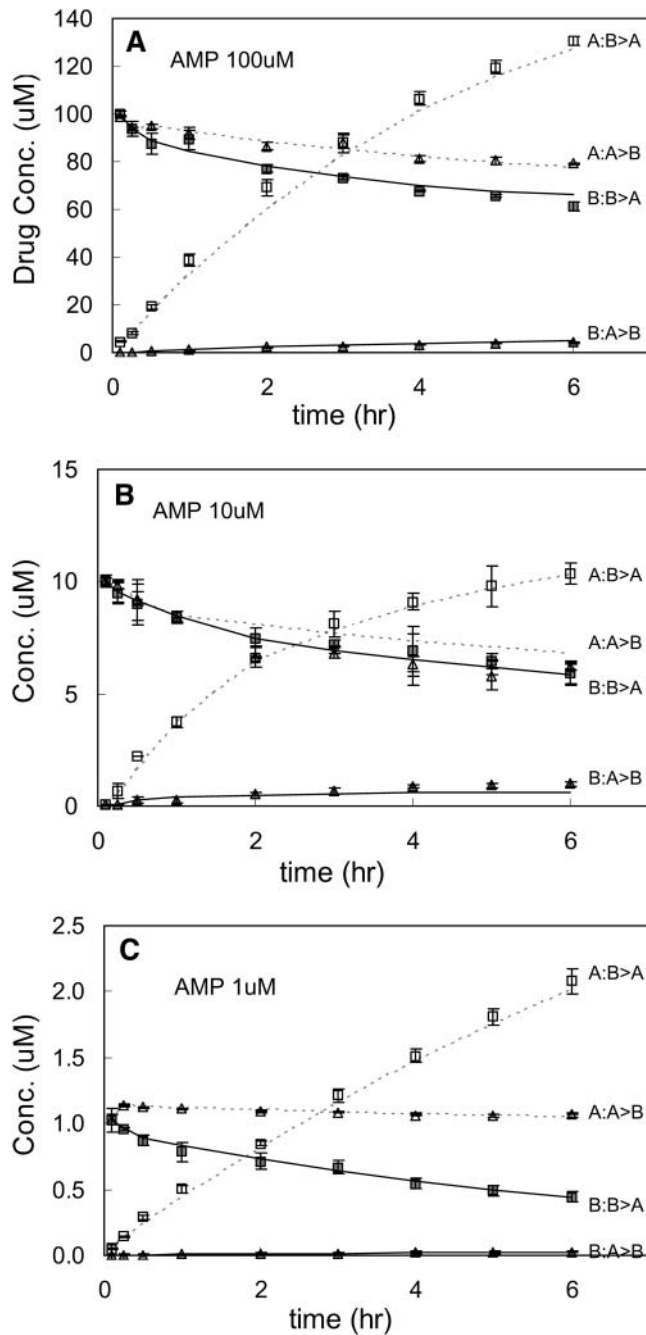 140
A
AMP 100uM
A:B>A
120
100
A:A>B
80
B:B>A
60
40
20
B:A>B
0
0 2 4 6
Drug Conc. (uM)
time (hr)
15
B
AMP 10uM
A:B>A
10
A:A>B
B:B>A
5
B:A>B
0
0 2 4 6
Conc. (uM)
time (hr)
2.5
C
AMP 1uM
A:B>A
2.0
1.5
A:A>B
1.0
B:B>A
0.5
B:A>B
0.0
0 2 4 6
Conc. (uM)
time (hr)